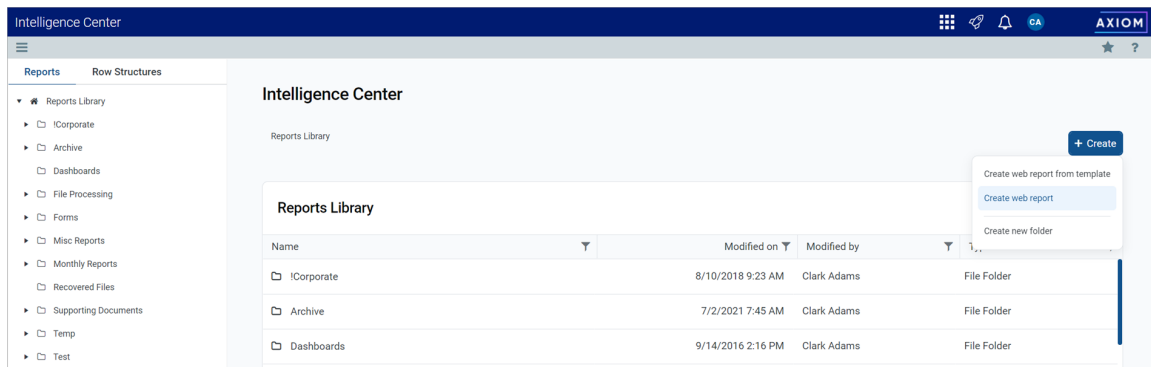 Intelligence Center
CA
AXIOM
?
Reports Row Structures
Reports Library
!Corporate
Archive
Dashboards
File Processing
Forms
Misc Reports
Monthly Reports
Recovered Files
Supporting Documents
Temp
Test
Intelligence Center
Reports Library
+ Create
Create web report from template
Create web report
Create new folder
Reports Library
Name Modified on Modified by
!Corporate 8/10/2018 9:23 AM Clark Adams File Folder
Archive 7/2/2021 7:45 AM Clark Adams File Folder
Dashboards 9/14/2016 2:16 PM Clark Adams File Folder